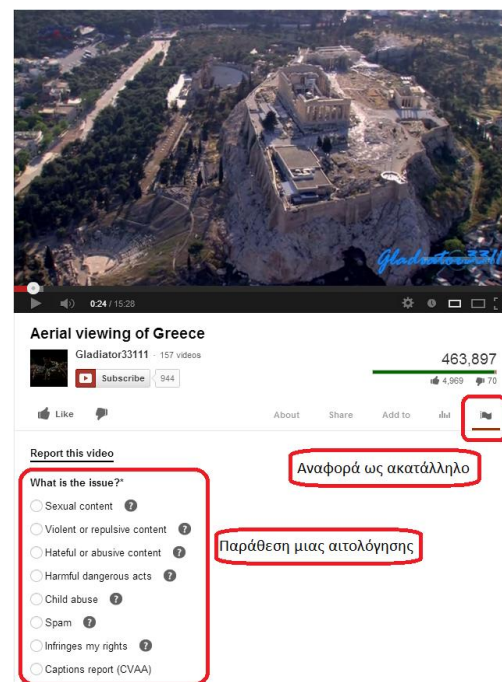 Gladiator33111
0:24 / 15:28
Aerial viewing of Greece
Gladiator33111 · 157 videos
Subscribe 944
463,897
4,969 70
Like
About Share Add to
Report this video
Αναφορά ως ακατάλληλο
What is the issue?*
Sexual content ?
Violent or repulsive content ?
Παράθεση μιας αιτολόγησης
Hateful or abusive content ?
Harmful dangerous acts ?
Child abuse ?
Spam ?
Infringes my rights ?
Captions report (CVAA)